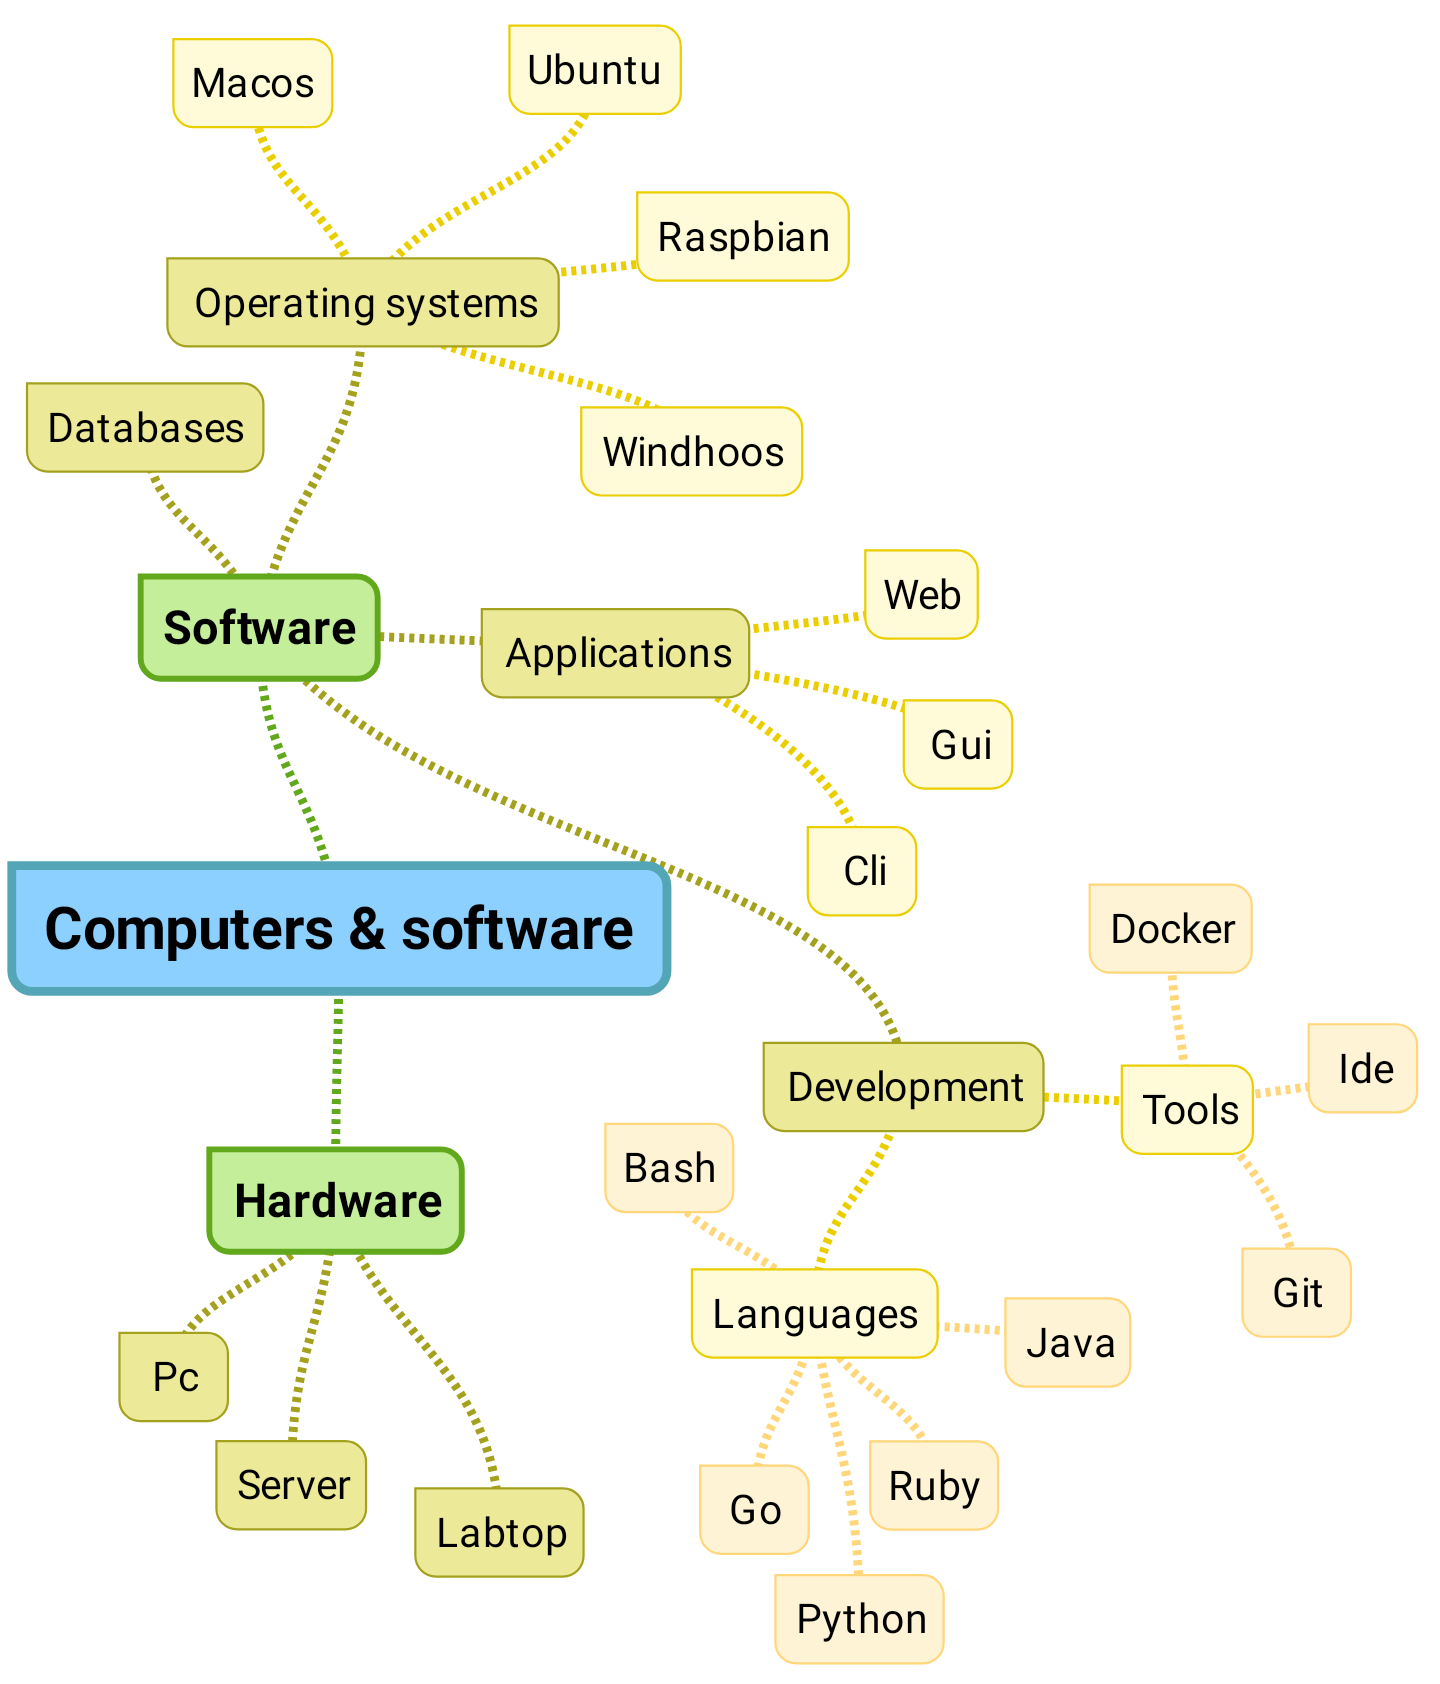 Macos
Ubuntu
Raspbian
Operating systems
Databases
Windhoos
Web
Software
Applications
Gui
Cli
Computers & software
Docker
Ide
Development
Tools
Bash
Hardware
Git
Languages
Java
Pc
Server
Ruby
Go
Labtop
Python